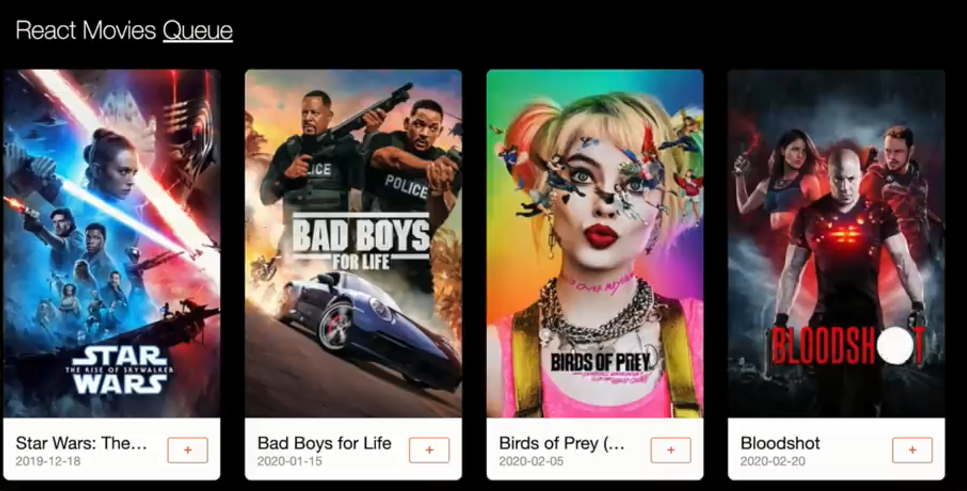 React Movies Queue
STAR
THE RISE OF SKYWALKER
WARS
Star Wars: The...
2019-12-18
+
POLICE
POLICE
BAD BOYS
FOR LIFE
Bad Boys for Life
2020-01-15
+
BIRDS OF PREY
Birds of Prey (...
2020-02-05
+
BLOODSHOT
Bloodshot
2020-02-20
+